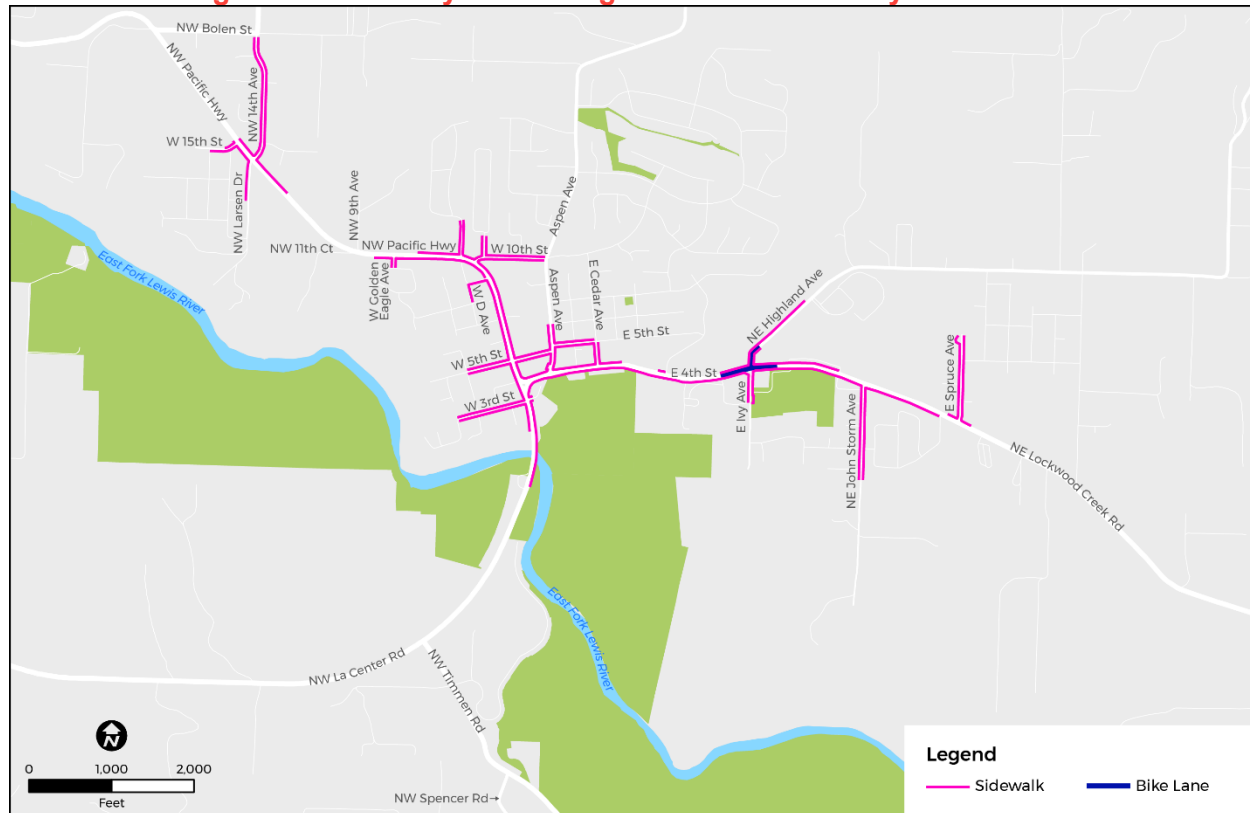 NW Bolen St
NW Pacific Hwy
NW 14th Ave
W 15th St
NW Larsen Dr
NW 9th Ave
Aspen Ave
NW 11th Ct
NW Pacific Hwy
W 10th St
East Fork Lewis River
W Golden
Eagle Ave
W D Ave
Aspen Ave
E Cedar Ave
E 5th St
NE Highland Ave
W 5th St
E 4th St
E Spruce Ave
W 3rd St
E Ivy Ave
NE John Storm Ave
NE Lockwood Creek Rd
East Fork Lewis River
NW La Center Rd
NW Timmen Rd
N
0 1,000 2,000
Feet
NW Spencer Rd
Legend
Sidewalk
Bike Lane